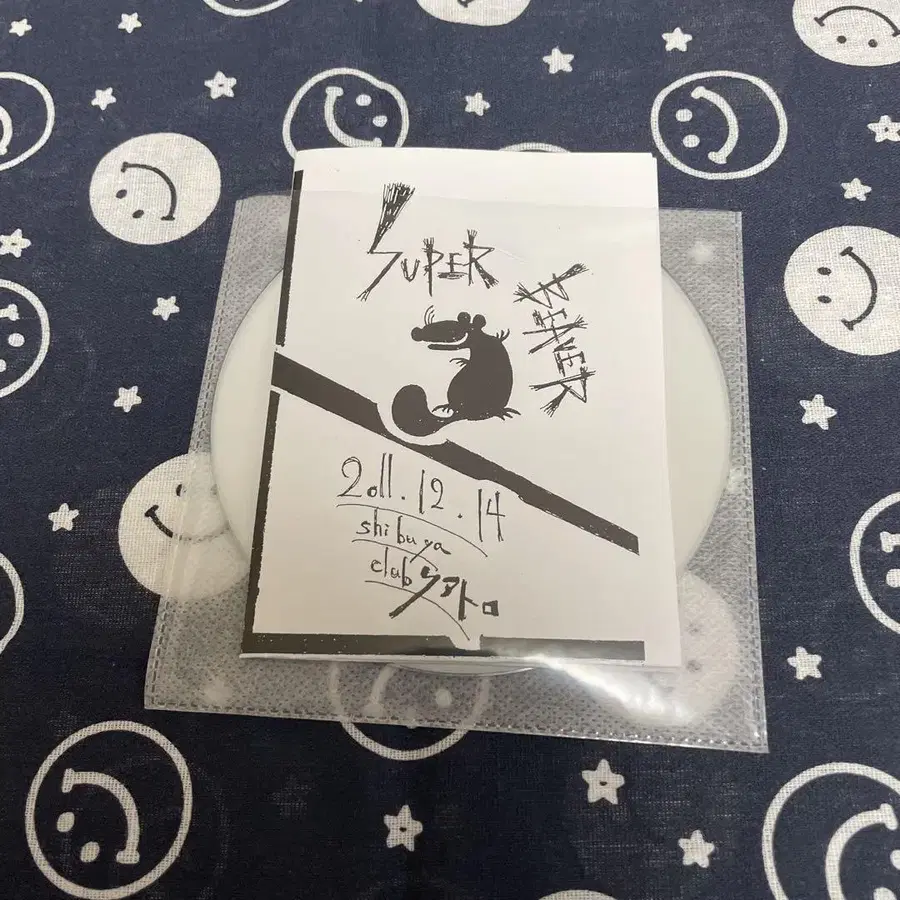 SUPER
BEAVER
2011.12.14
shibuya
club クアトロ